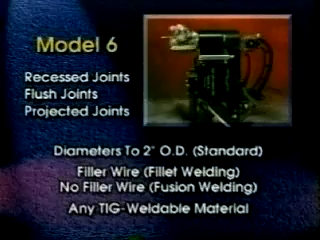 Model 6
Recessed Joints
Flush Joints
Projected Joints
Diameters To 2" O.D. (Standard)
Filler Wire (Fillet Welding)
No Filler Wire (Fusion Welding)
Any TIG-Weldable Material